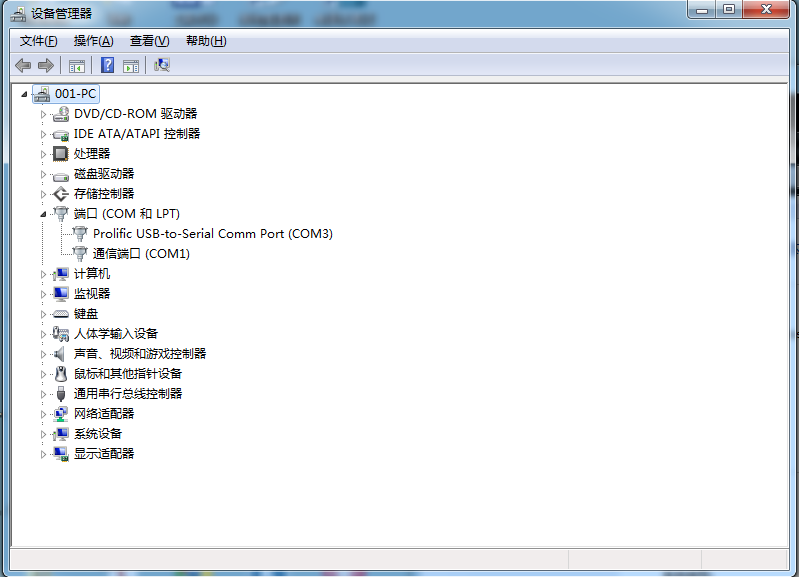 设备管理器
文件(F) 操作(A) 查看(V) 帮助(H)
001-PC
DVD/CD-ROM 驱动器
IDE ATA/ATAPI 控制器
处理器
磁盘驱动器
存储控制器
端口 (COM 和 LPT)
Prolific USB-to-Serial Comm Port (COM3)
通信端口 (COM1)
计算机
监视器
键盘
人体学输入设备
声音、视频和游戏控制器
鼠标和其他指针设备
通用串行总线控制器
网络适配器
系统设备
显示适配器